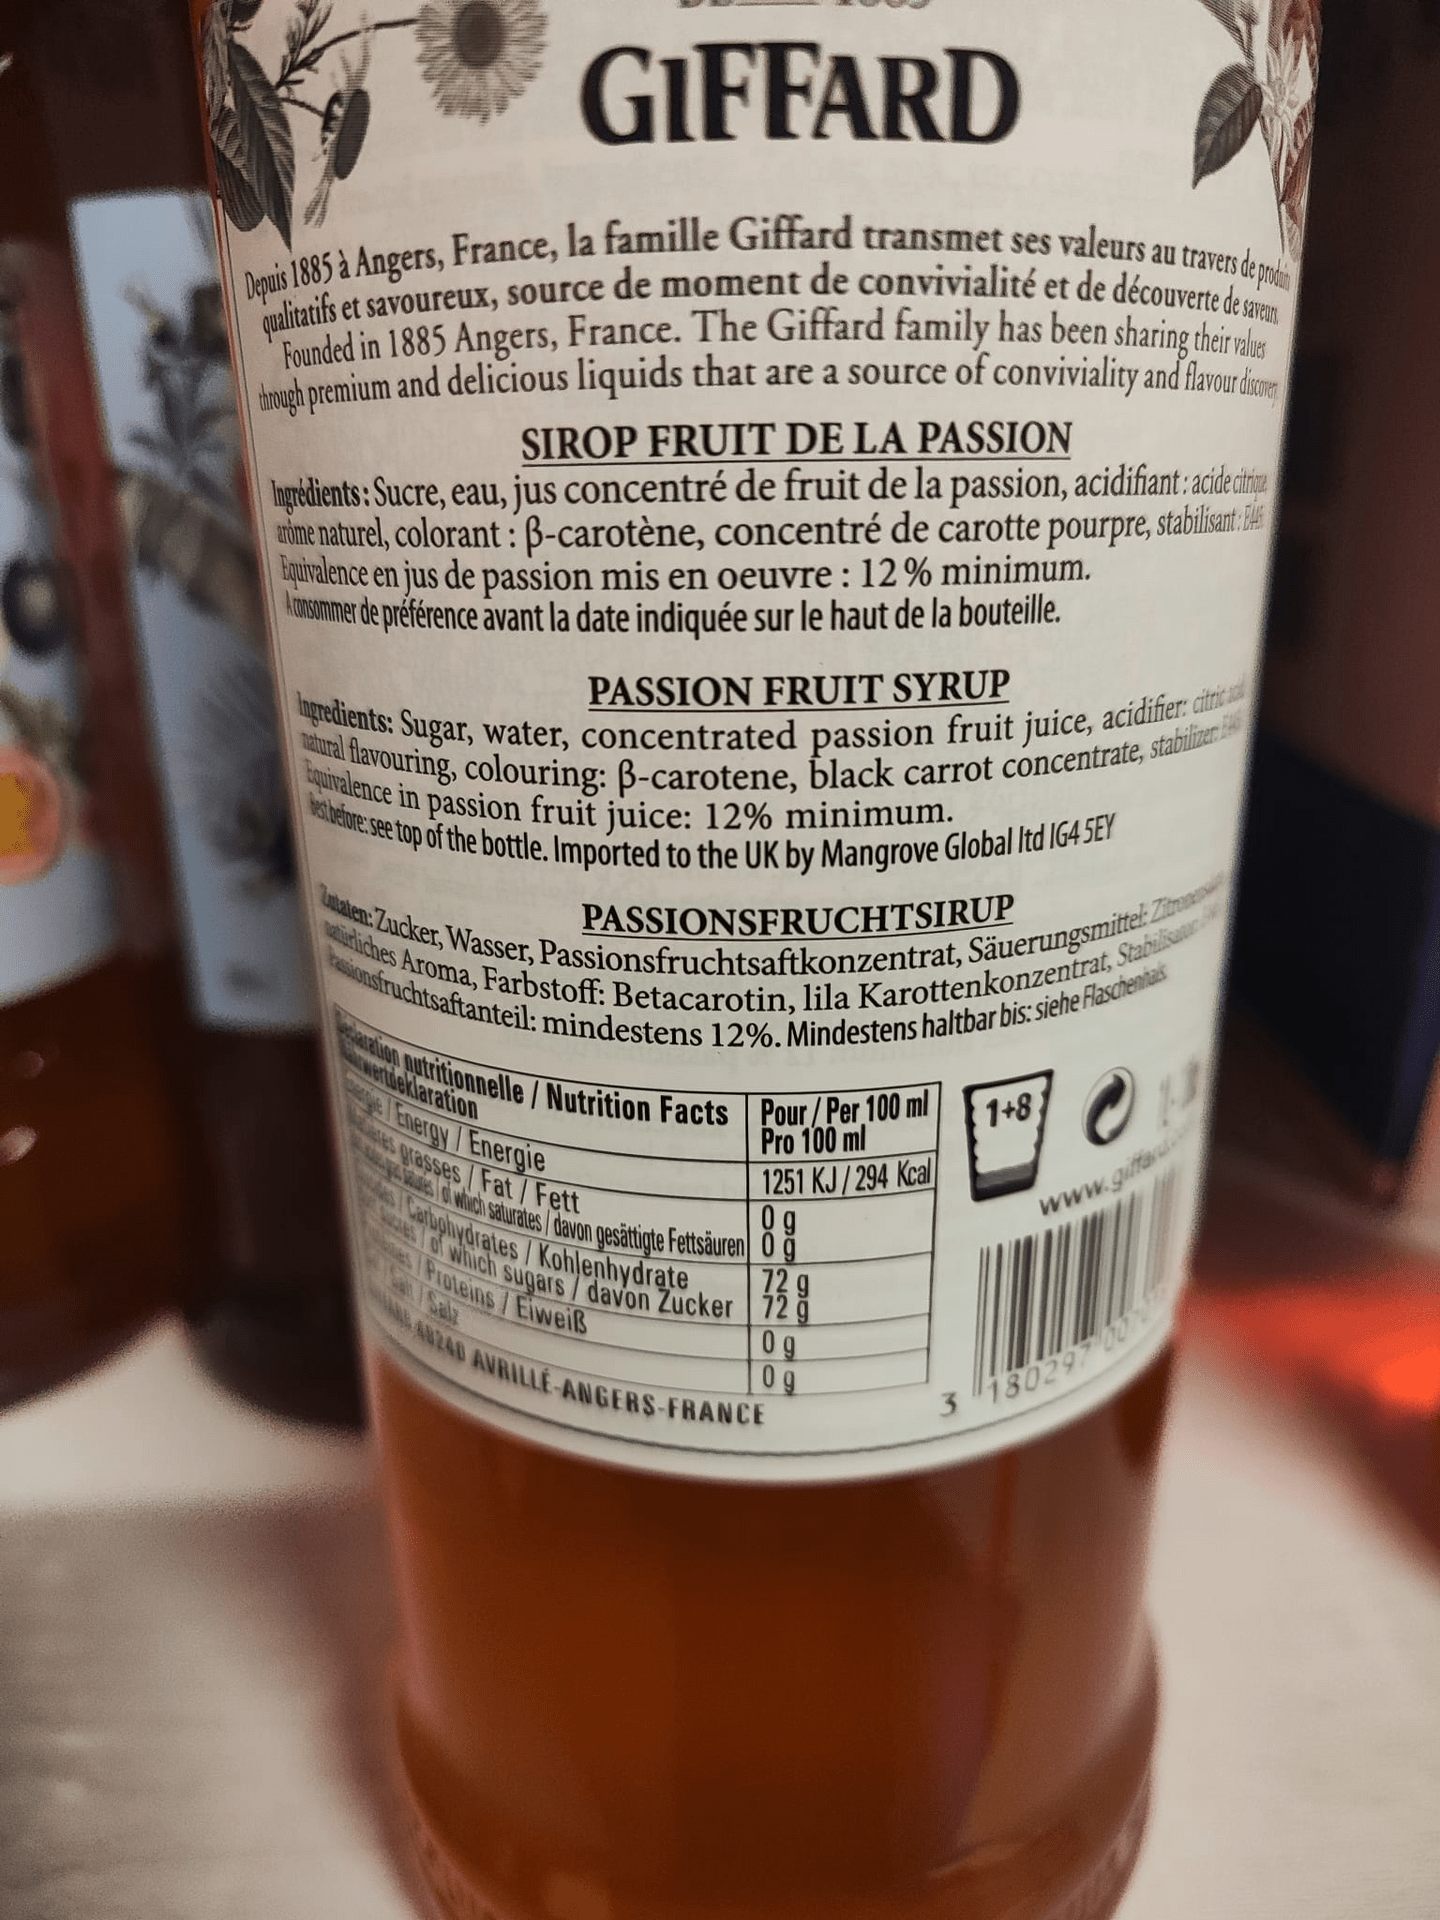 GIFFARD
Depuis 1885 à Angers, France, la famille Giffard transmet ses valeurs au travers de produits
qualitatifs et savoureux, source de moment de convivialité et de découverte de saveurs.
Founded in 1885 Angers, France. The Giffard family has been sharing their values
through premium and delicious liquids that are a source of conviviality and flavour discovery
SIROP FRUIT DE LA PASSION
Ingrédients: Sucre, eau, jus concentré de fruit de la passion, acidifiant : acide citrique
arôme naturel, colorant : β-carotène, concentré de carotte pourpre, stabilisant :
Equivalence en jus de passion mis en oeuvre : 12 % minimum.
A consommer de préférence avant la date indiquée sur le haut de la bouteille.
PASSION FRUIT SYRUP
Ingredients: Sugar, water, concentrated passion fruit juice, acidifier: citric acid
natural flavouring, colouring: β-carotene, black carrot concentrate, stabilizer:
Equivalence in passion fruit juice: 12% minimum.
Best before: see top of the bottle. Imported to the UK by Mangrove Global ltd IG4 5EY
PASSIONSFRUCHTSIRUP
Zutaten: Zucker, Wasser, Passionsfruchtsaftkonzentrat, Säuerungsmittel:
natürliches Aroma, Farbstoff: Betacarotin, lila Karottenkonzentrat,
Passionsfruchtsaftanteil: mindestens 12%. Mindestens haltbar bis: siehe Flaschenhals
Déclaration nutritionnelle / Nutrition Facts
Nährwertdeklaration
Pour / Per 100 ml
Pro 100 ml
Energie / Energy / Energie 1251 KJ / 294 Kcal
Matières grasses / Fat / Fett 0 g
saturates / davon gesättigte Fettsäuren 0 g
/ Carbohydrates / Kohlenhydrate 72 g
/ of which sugars / davon Zucker 72 g
/ Proteins / Eiweiß 0 g
/ Salt / Salz 0 g
1+8
www.giffard
3 180297
49240 AVRILLÉ-ANGERS-FRANCE